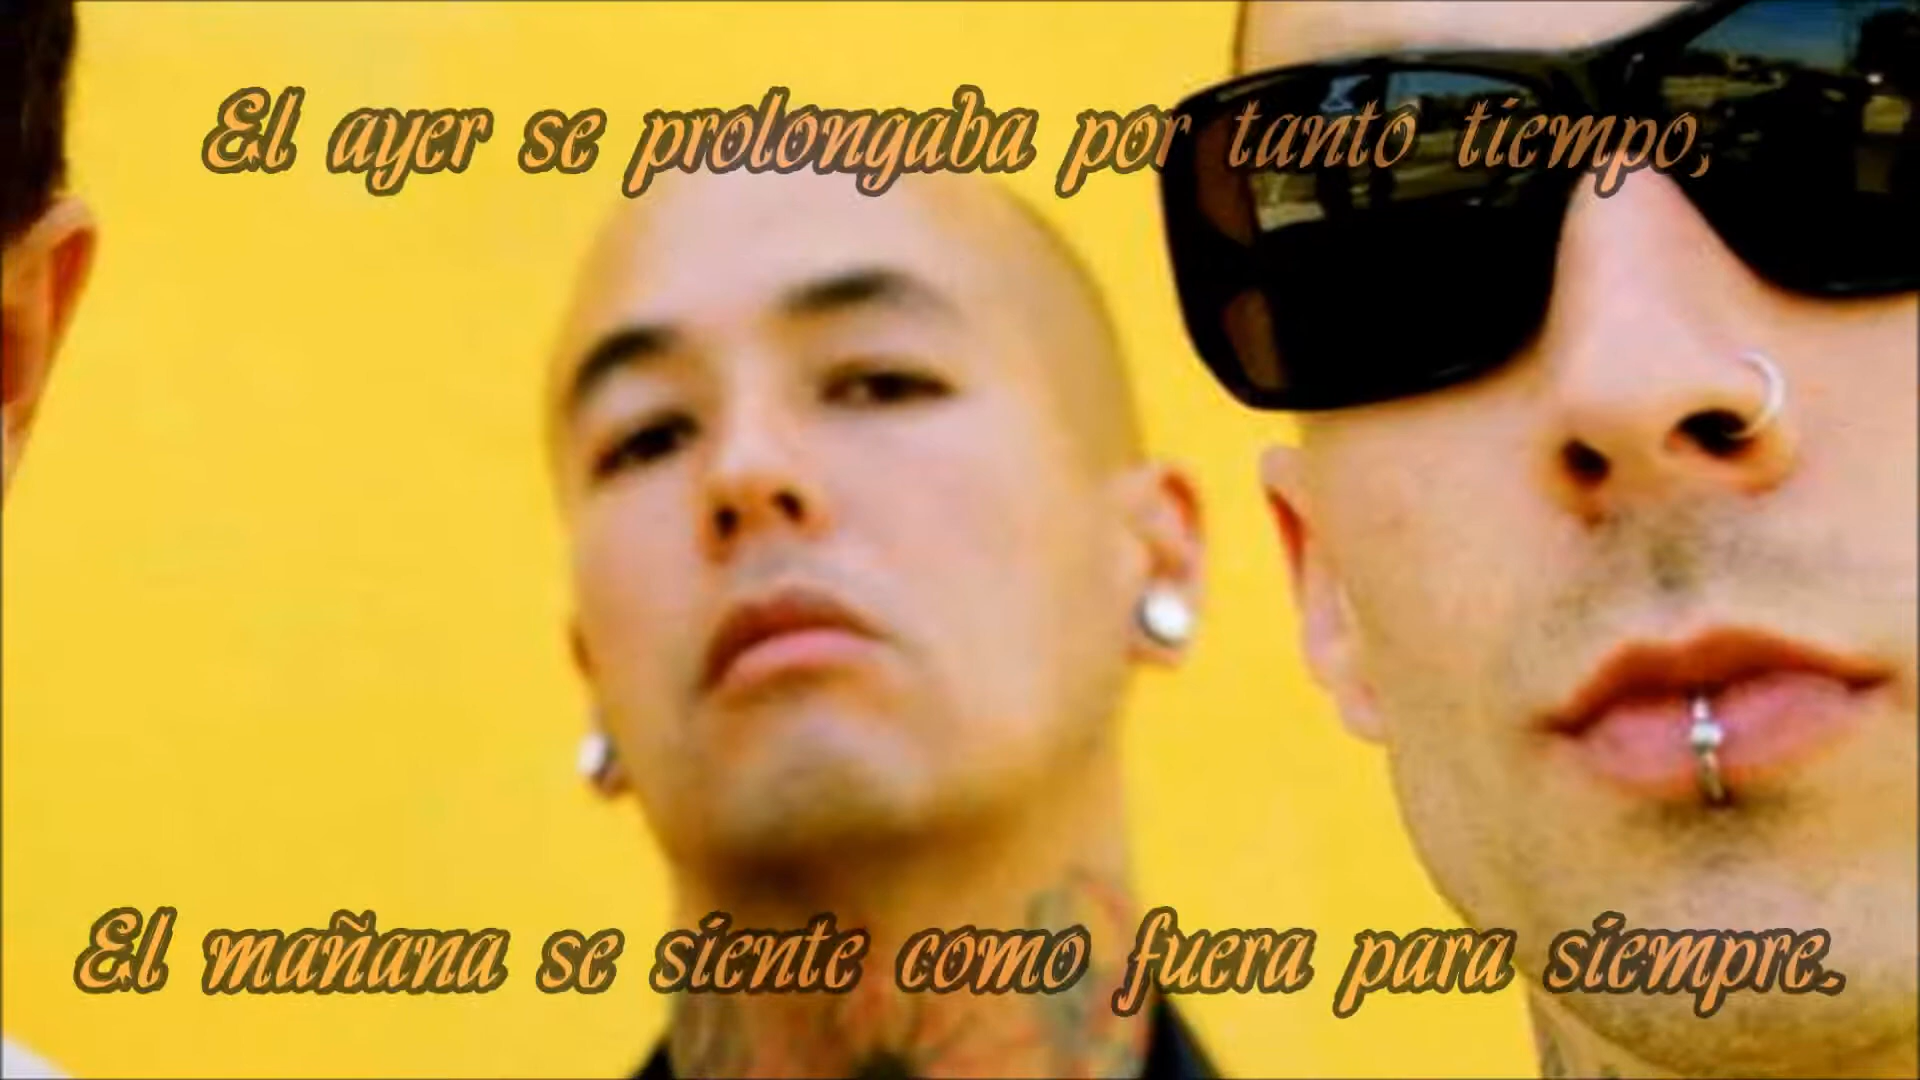 El ayer se prolongaba por tanto tiempo,
El mañana se siente como fuera para siempre.